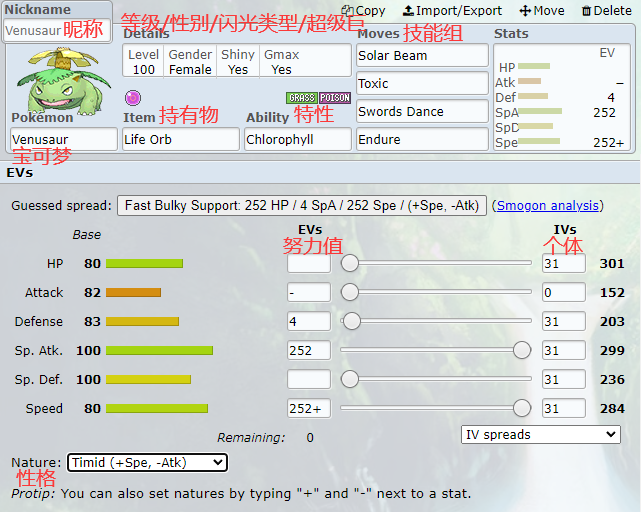 Nickname
Venusaur 昵称
等级/性别/闪光类型/超级巨
Copy Import/Export Move Delete
Details
Level Gender Shiny Gmax
100 Female Yes Yes
GRASS POISON
Moves 技能组
Solar Beam
Toxic
Swords Dance
Endure
Stats
EV
HP
Atk –
Def 4
SpA 252
SpD
Spe 252+
Pokémon
Venusaur
宝可梦
Item 持有物
Life Orb
Ability 特性
Chlorophyll
EVs
Guessed spread: Fast Bulky Support: 252 HP / 4 SpA / 252 Spe / (+Spe, -Atk) (Smogon analysis)
Base EVs IVs
努力值 个体
HP 80 31 301
Attack 82 - 0 152
Defense 83 4 31 203
Sp. Atk. 100 252 31 299
Sp. Def. 100 31 236
Speed 80 252+ 31 284
Remaining: 0 IV spreads
Nature: Timid (+Spe, -Atk)
性格
Protip: You can also set natures by typing "+" and "-" next to a stat.